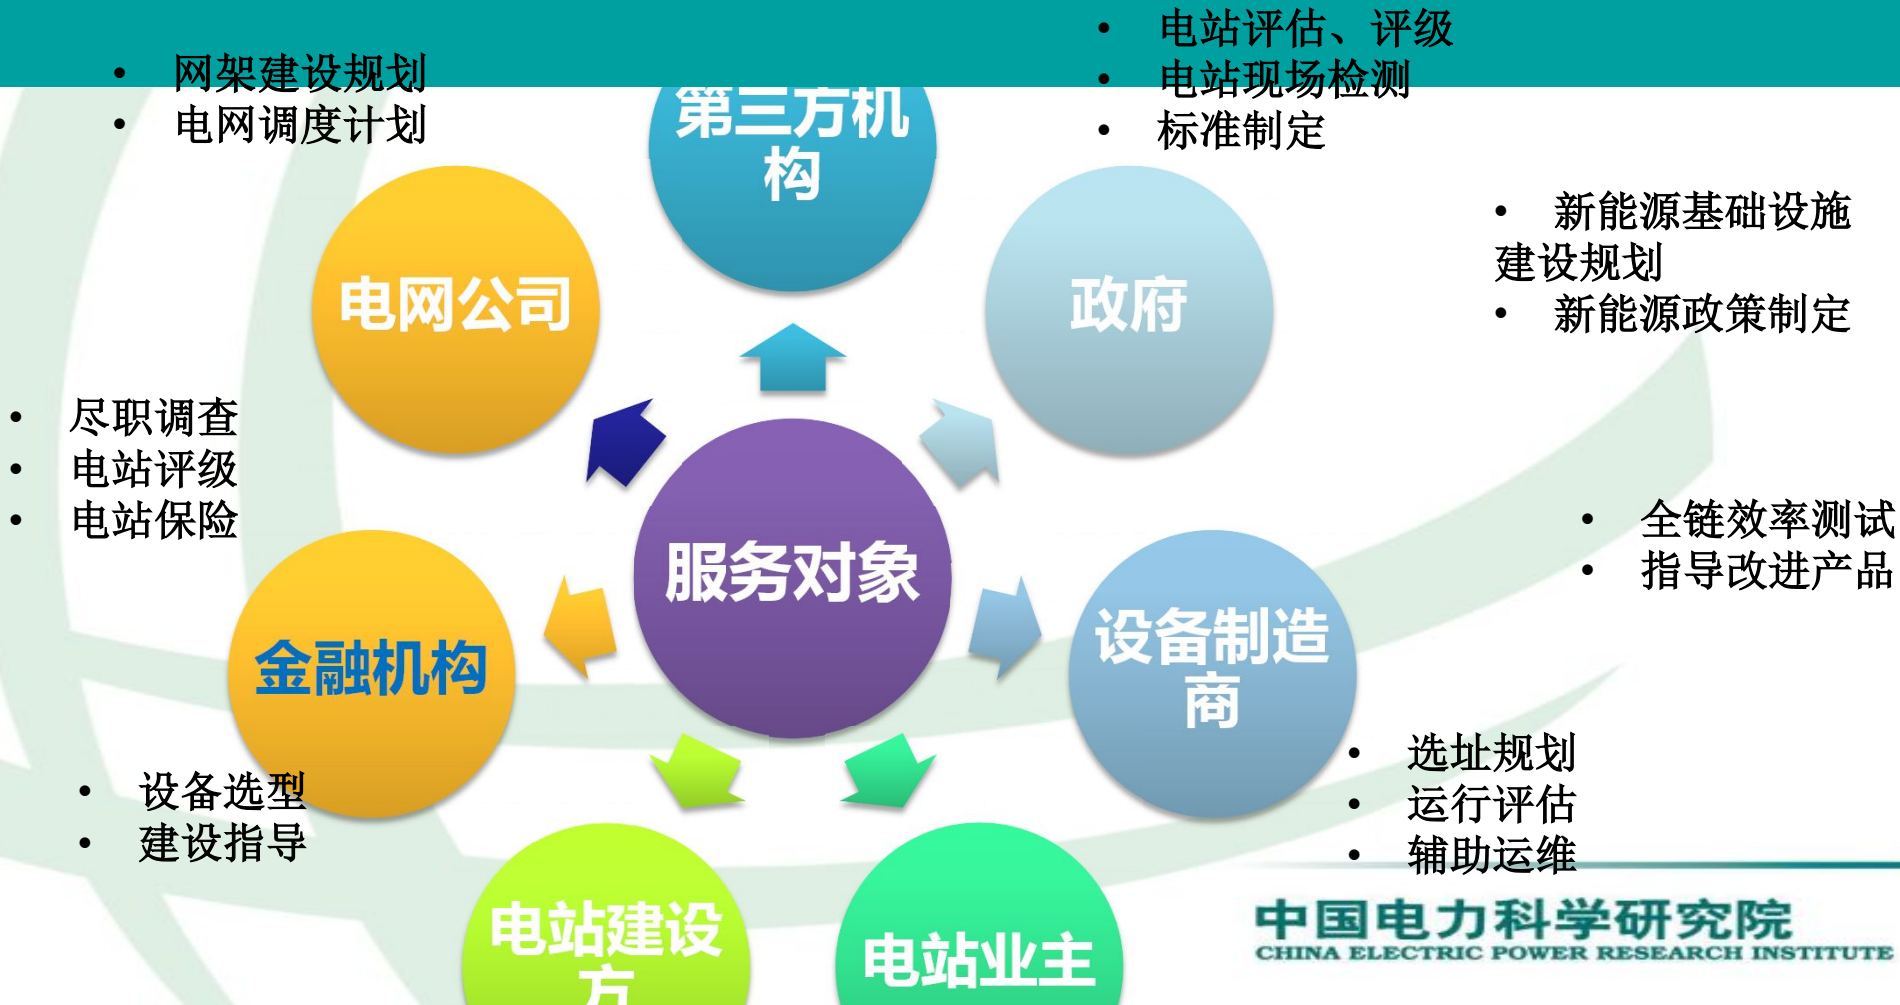 电站评估、评级
电站现场检测
标准制定
网架建设规划
电网调度计划
第三方机
构
新能源基础设施
建设规划
新能源政策制定
电网公司
政府
尽职调查
电站评级
电站保险
服务对象
全链效率测试
指导改进产品
金融机构
设备制造
商
设备选型
建设指导
选址规划
运行评估
辅助运维
电站建设
方
电站业主
中国电力科学研究院
CHINA ELECTRIC POWER RESEARCH INSTITUTE